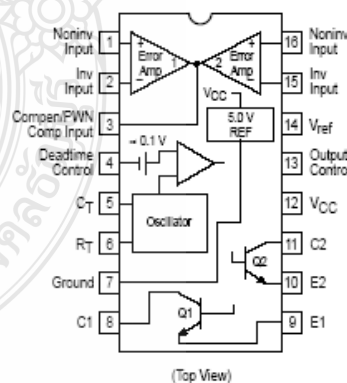 Noninv
Input
1
Inv
Input
2
Compen/PWN
Comp Input
3
Deadtime
Control
4
CT
5
RT
6
Ground
7
C1
8
+
Error
Amp
1
−
2
+
Error
Amp
−
VCC
5.0 V
REF
≈ 0.1 V
Oscillator
Q2
Q1
16
Noninv
Input
15
Inv
Input
14
Vref
13
Output
Control
12
VCC
11
C2
10
E2
9
E1
(Top View)